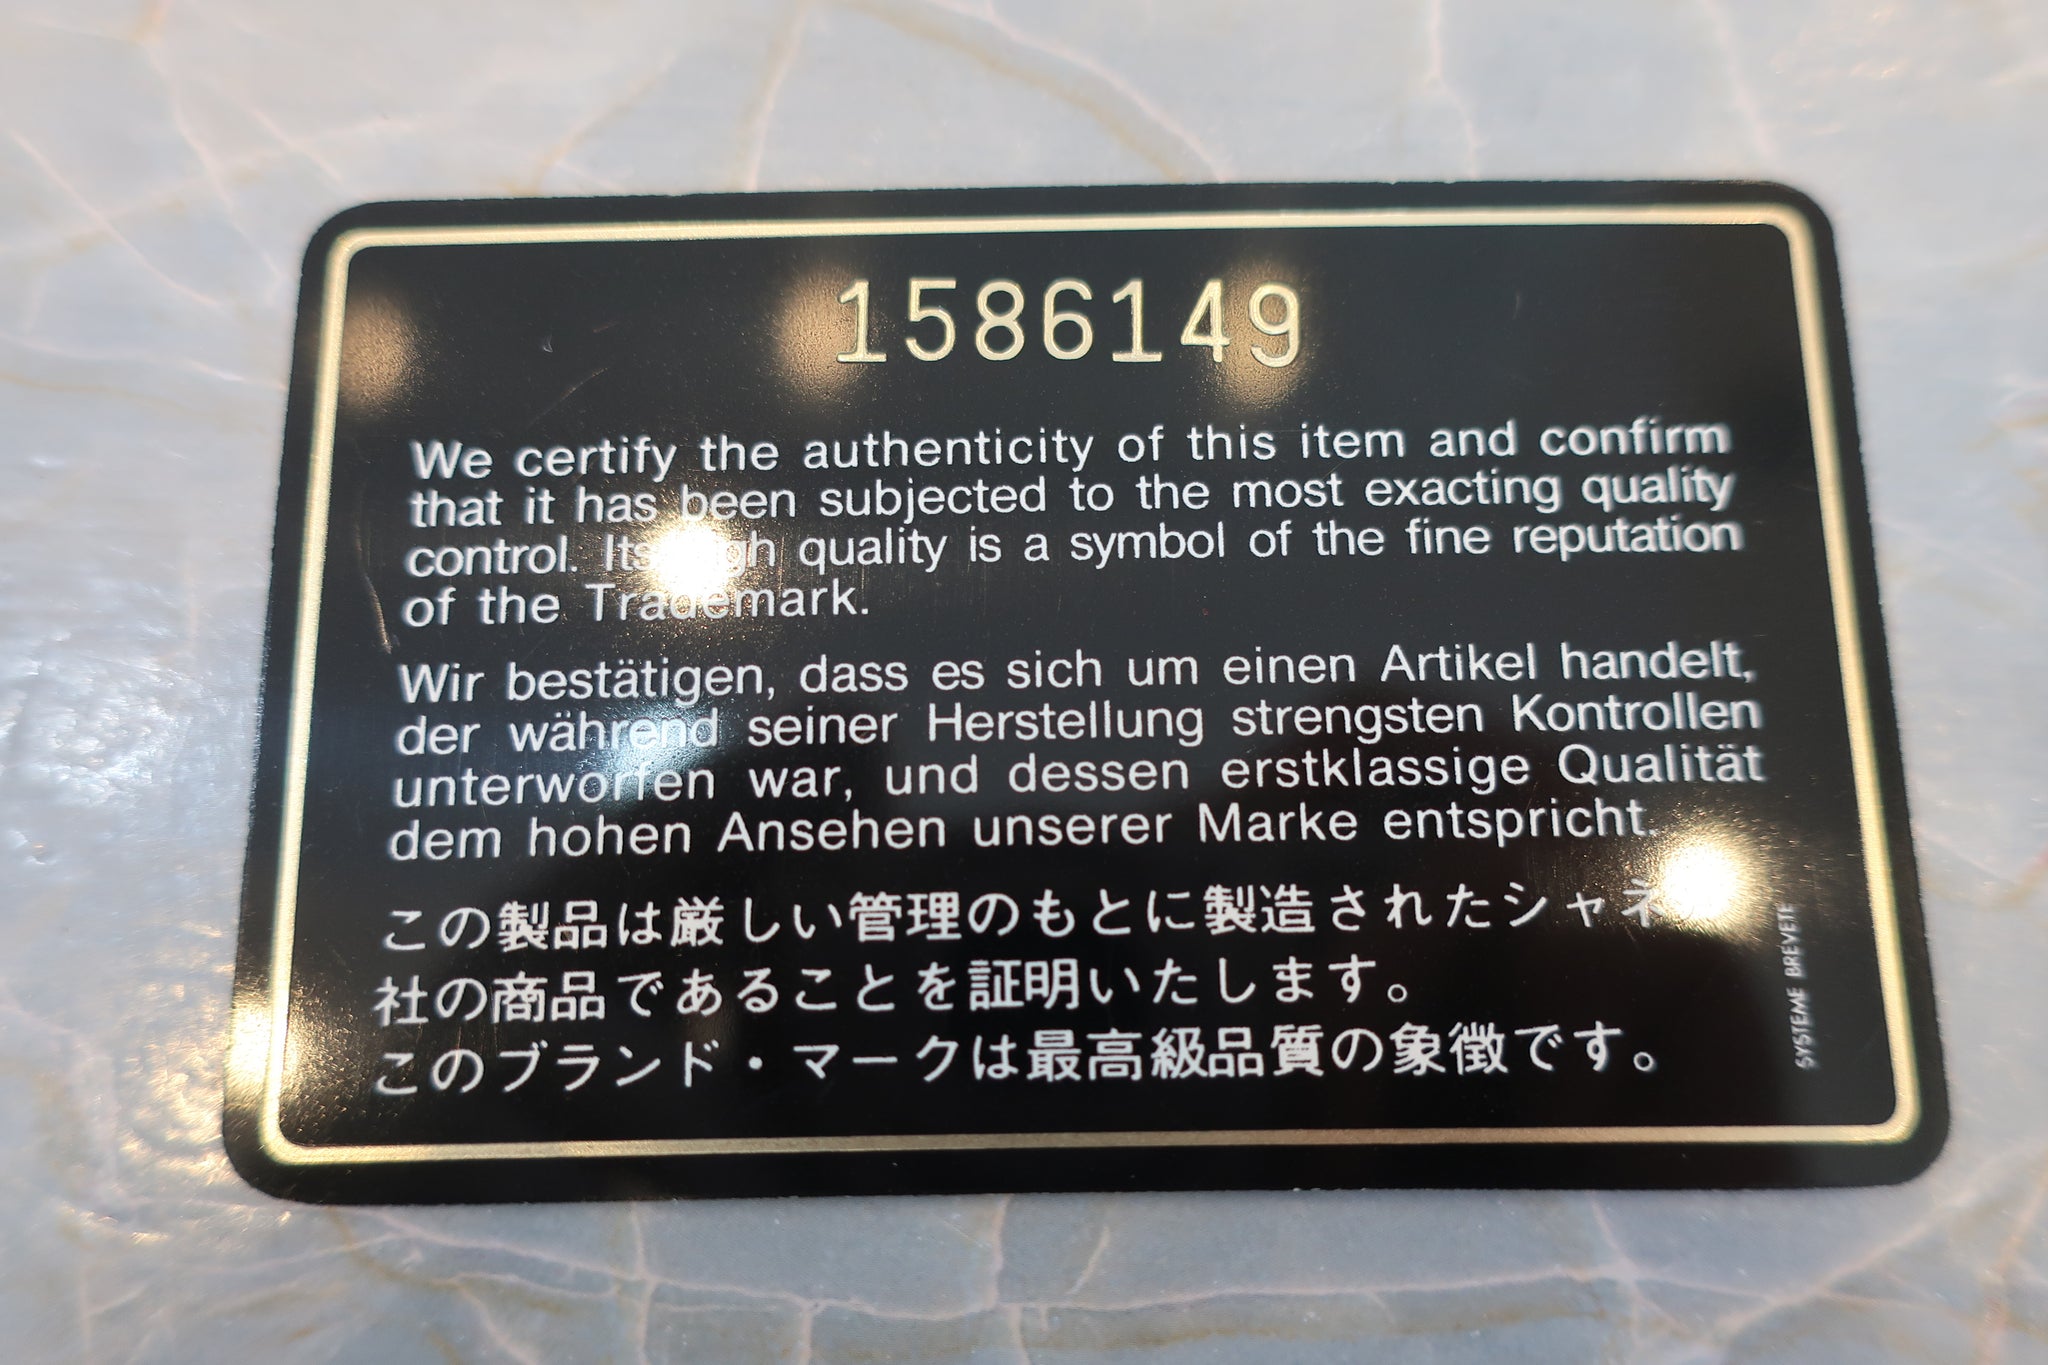 1586149
We certify the authenticity of this item and confirm
that it has been subjected to the most exacting quality
control. Its high quality is a symbol of the fine reputation
of the Trademark.
Wir bestätigen, dass es sich um einen Artikel handelt,
der während seiner Herstellung strengsten Kontrollen
unterworfen war, und dessen erstklassige Qualität
dem hohen Ansehen unserer Marke entspricht.
この製品は厳しい管理のもとに製造されたシャネル
社の商品であることを証明いたします。
このブランド・マークは最高級品質の象徴です。
SYSTEME BREVETE